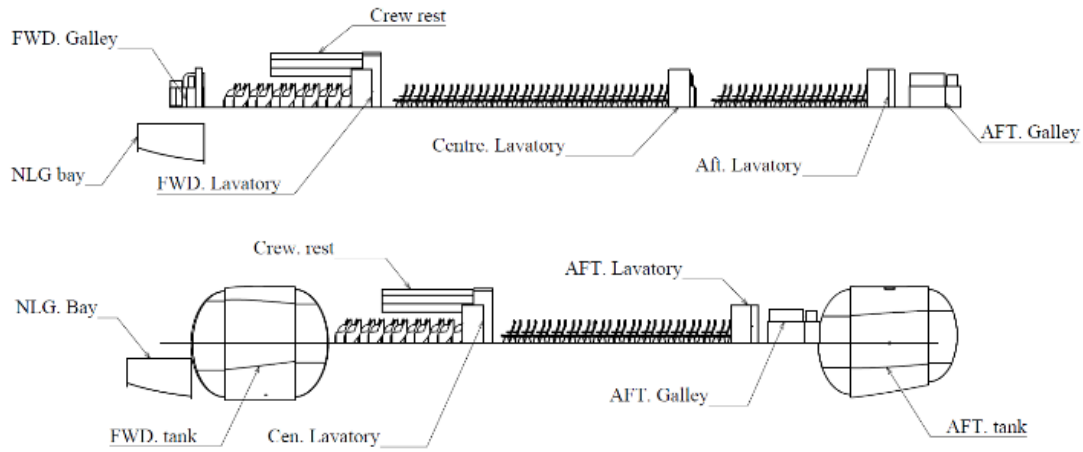 Crew rest
FWD. Galley
Centre. Lavatory
AFT. Galley
Aft. Lavatory
NLG bay
FWD. Lavatory
Crew. rest
AFT. Lavatory
NLG. Bay
AFT. Galley
FWD. tank
Cen. Lavatory
AFT. tank